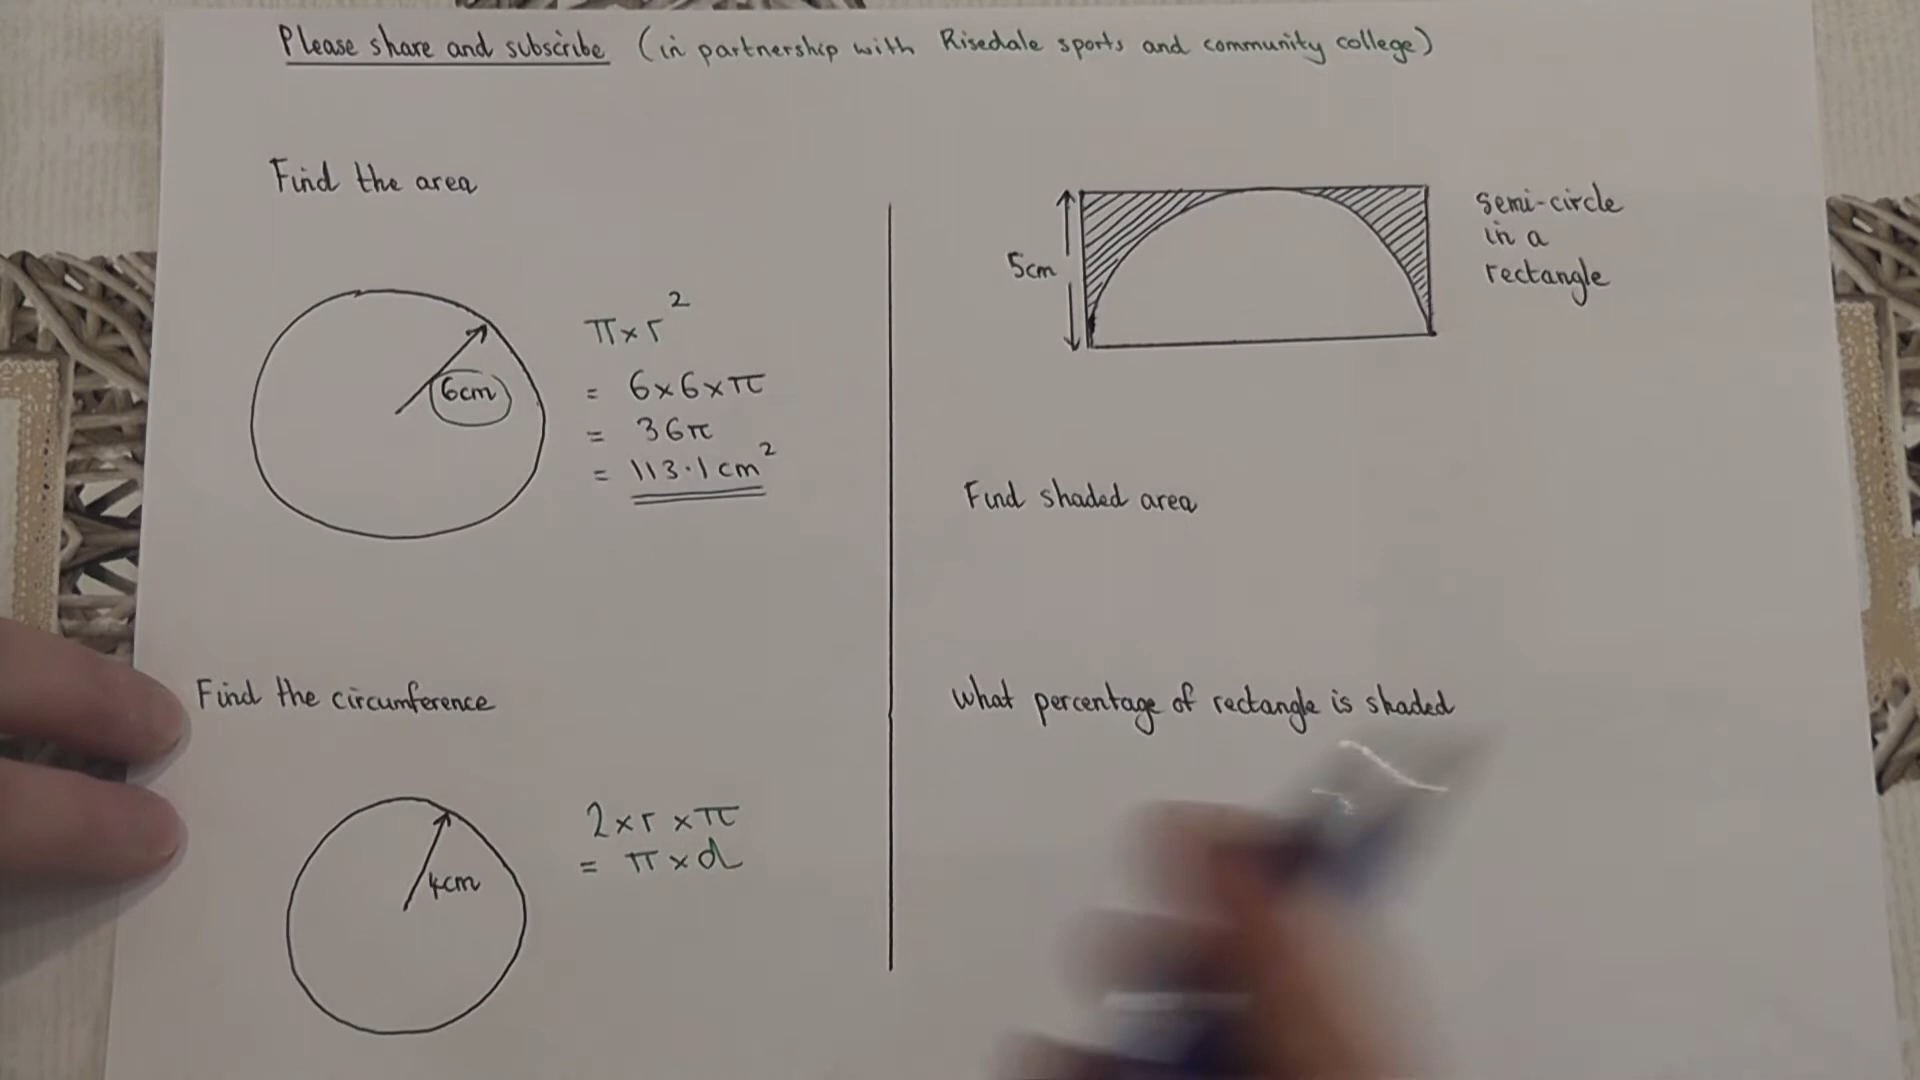 Please share and subscribe (in partnership with Risedale sports and community college)
Find the area
6cm
π×r²
= 6×6×π
= 36π
= 113·1cm²
Find the circumference
4cm
2×r×π
= π×d
5cm
semi-circle
in a
rectangle
Find shaded area
What percentage of rectangle is shaded